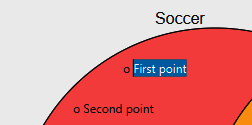 Soccer
o First point
o Second point